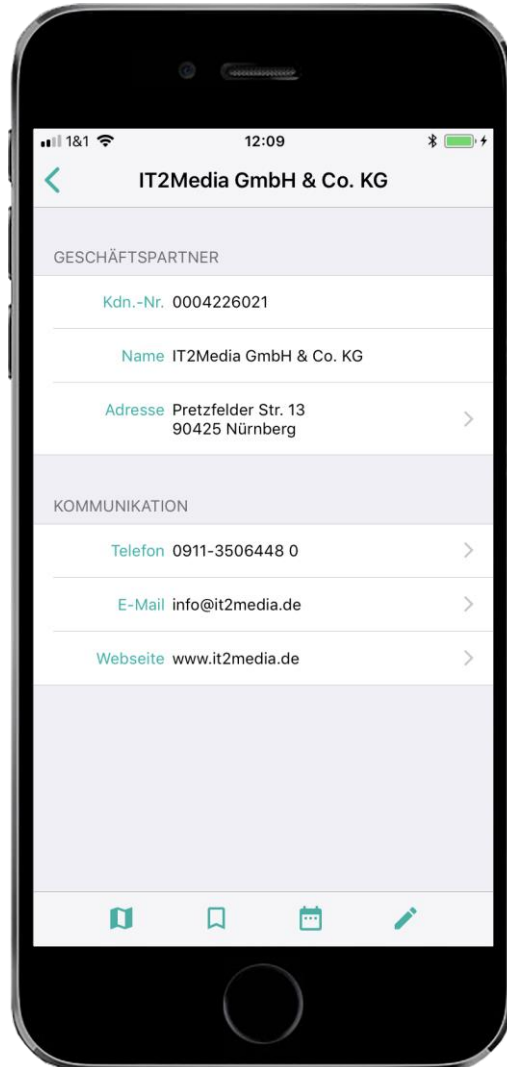 1&1 12:09
IT2Media GmbH & Co. KG
GESCHÄFTSPARTNER
Kdn.-Nr. 0004226021
Name IT2Media GmbH & Co. KG
Adresse Pretzfelder Str. 13
90425 Nürnberg
KOMMUNIKATION
Telefon 0911-3506448 0
E-Mail info@it2media.de
Webseite www.it2media.de